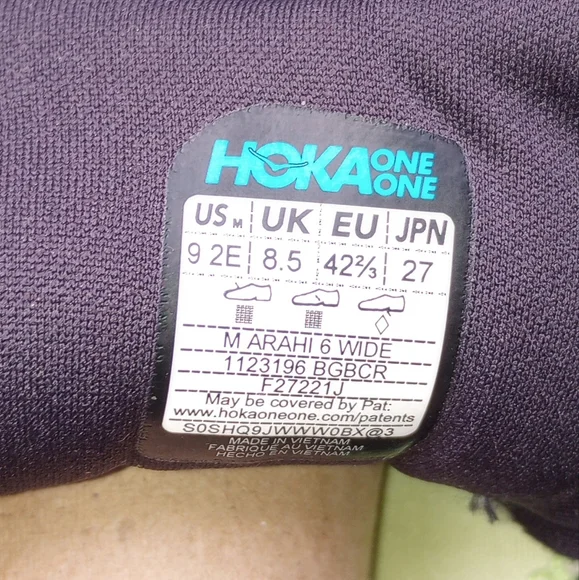 HOKA ONE ONE
US M UK EU JPN
9 2E 8.5 42⅔ 27
M ARAHI 6 WIDE
1123196 BGBCR
F27221J
May be covered by Pat:
www.hokaoneone.com/patents
S0SHQ9JWWW0BX@3
MADE IN VIETNAM
FABRIQUÉ AU VIETNAM
HECHO EN VIETNAM